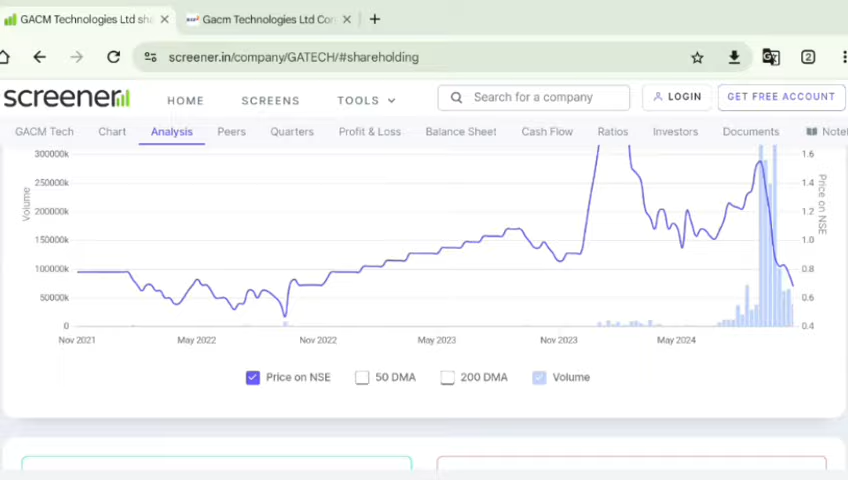 GACM Technologies Ltd sha
Gacm Technologies Ltd Cor
screener.in/company/GATECH/#shareholding
2
screener
HOME
SCREENS
TOOLS
Search for a company
LOGIN
GET FREE ACCOUNT
GACM Tech
Chart
Analysis
Peers
Quarters
Profit & Loss
Balance Sheet
Cash Flow
Ratios
Investors
Documents
Note
300000k
250000k
200000k
150000k
100000k
50000k
0
Volume
1.6
1.4
1.2
1.0
0.8
0.6
0.4
Price on NSE
Nov 2021
May 2022
Nov 2022
May 2023
Nov 2023
May 2024
Price on NSE
50 DMA
200 DMA
Volume